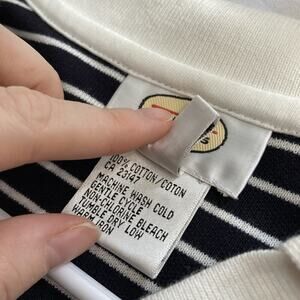 100% COTTON/COTON
CA 23147
MACHINE WASH COLD
GENTLE CYCLE
NON-CHLORINE BLEACH
TUMBLE DRY LOW
WARM IRON